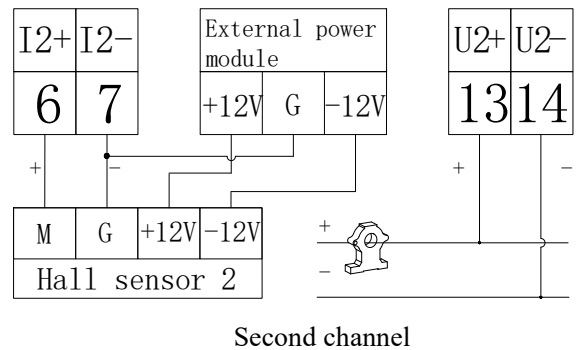 I2+ I2- External power module U2+ U2-
6 7 +12V G -12V 13 14
+ - + -
M G +12V -12V +
Hall sensor 2 -
Second channel